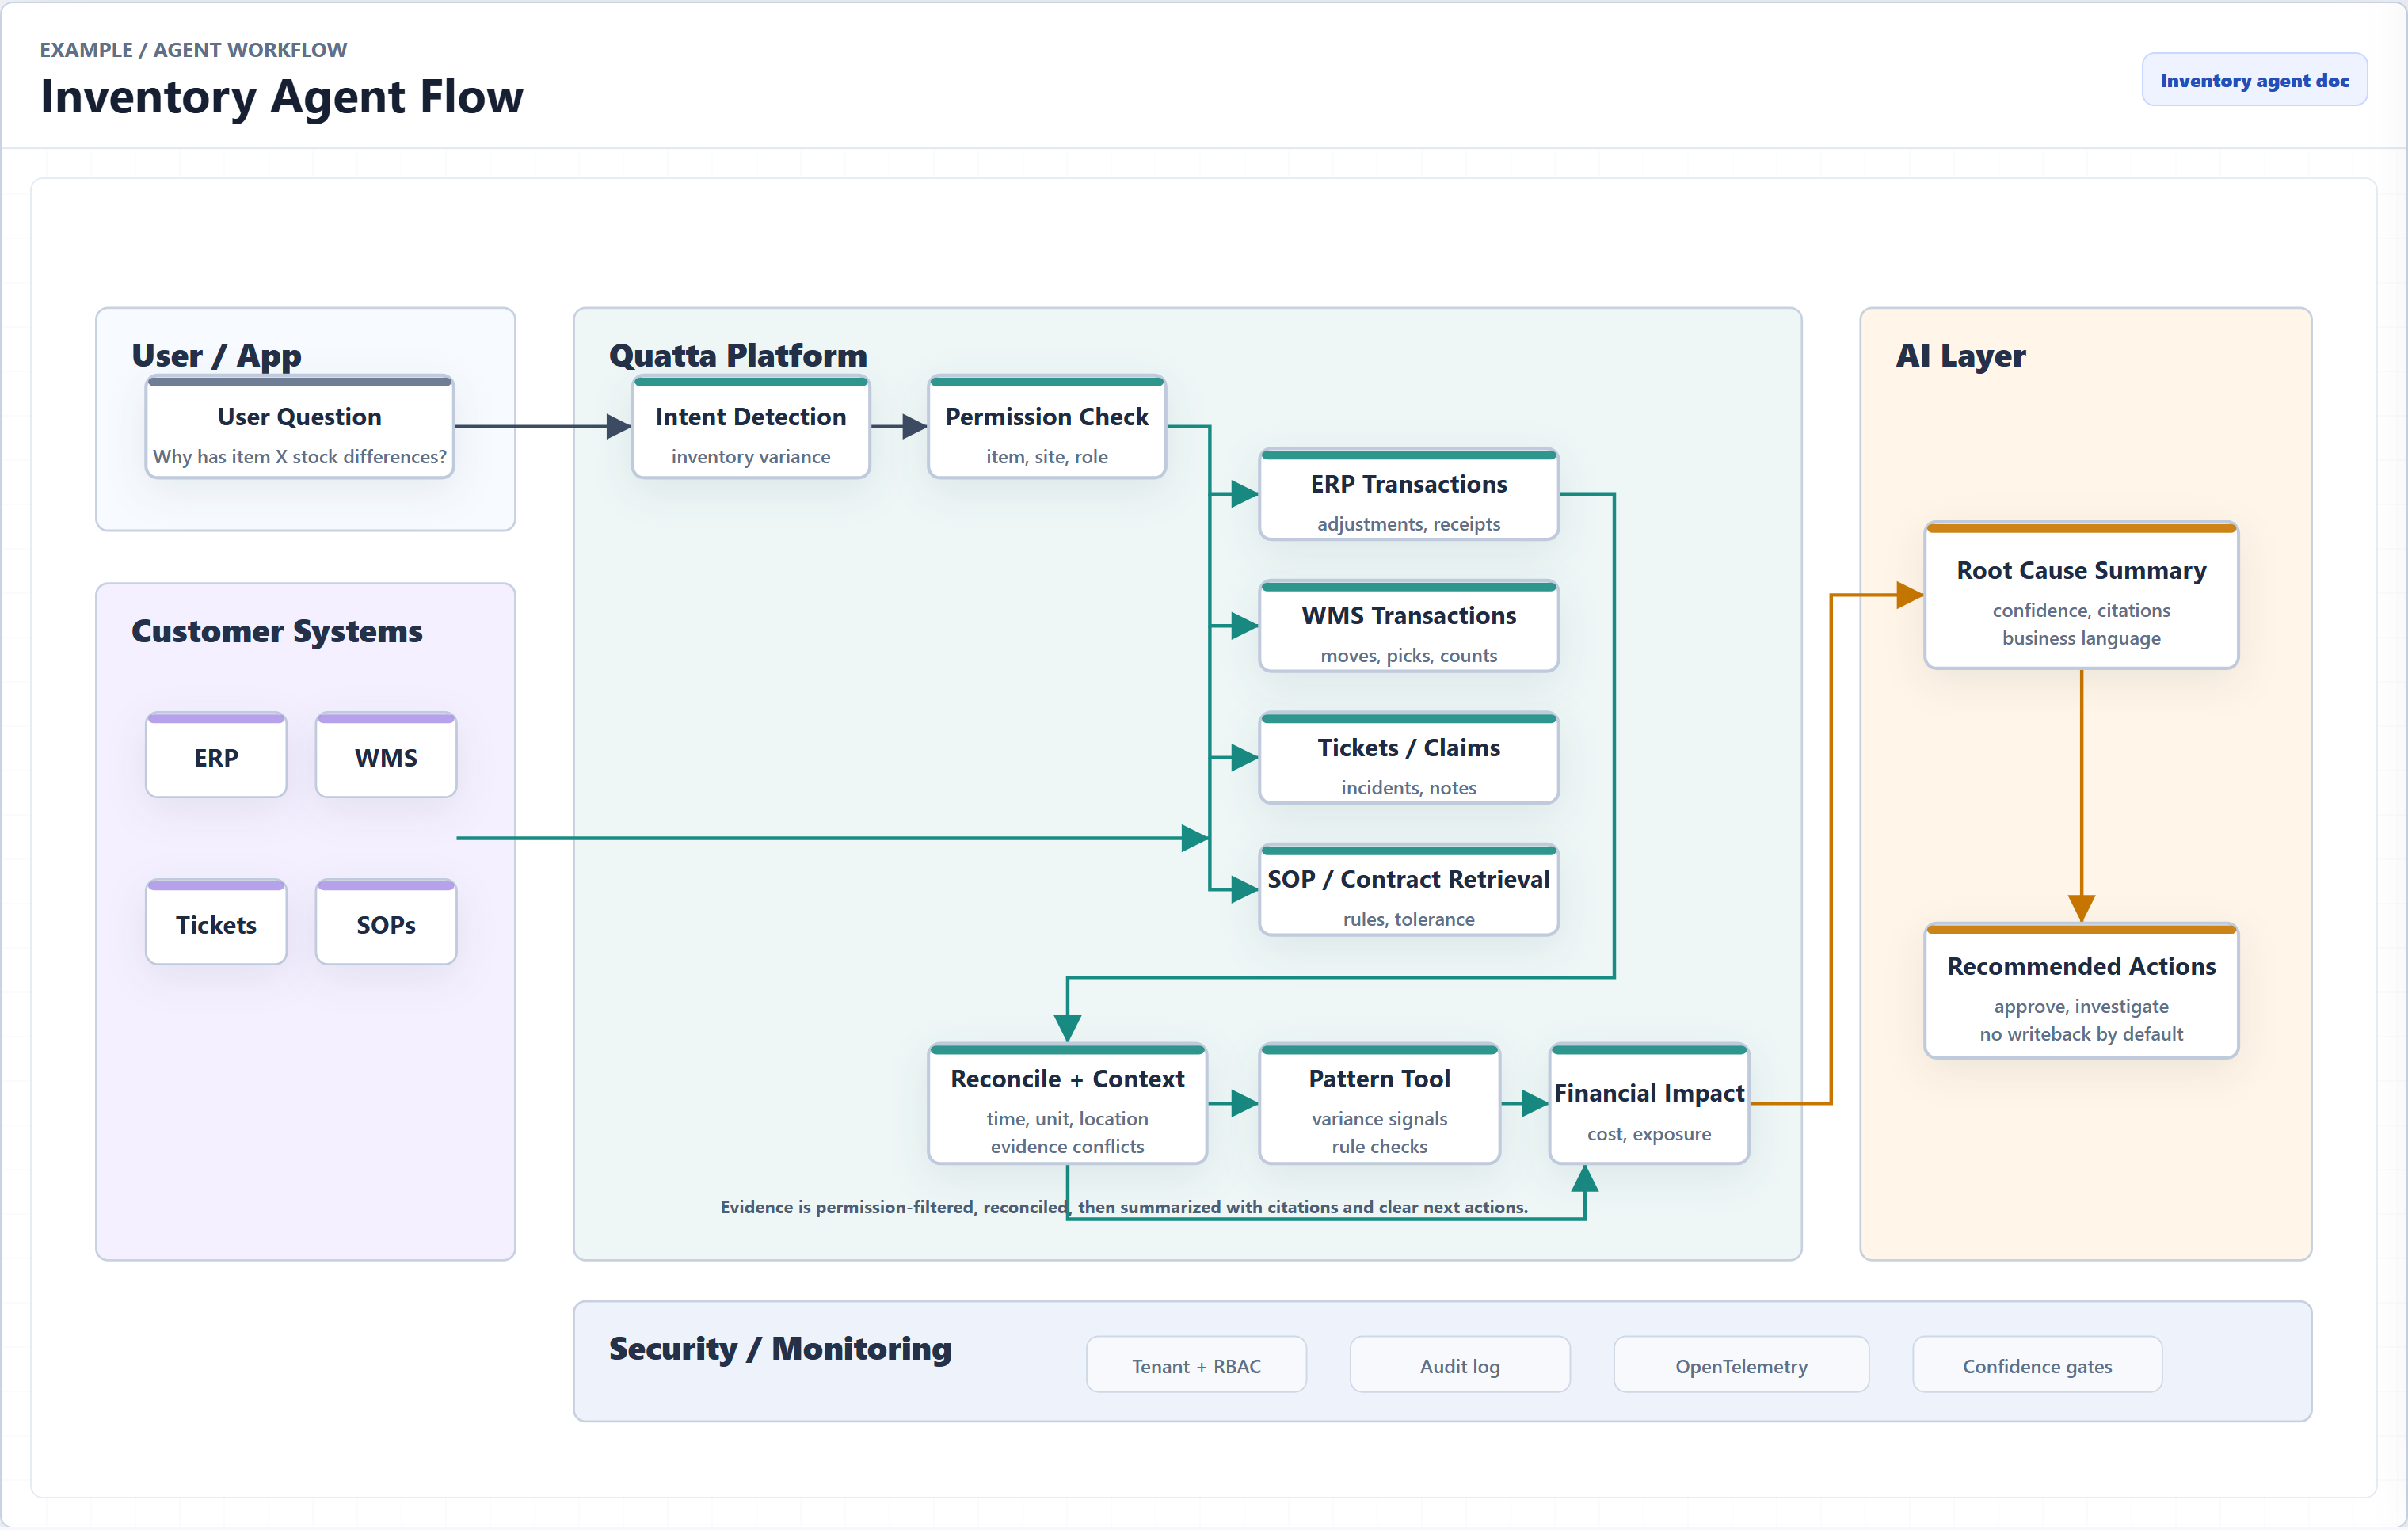 EXAMPLE / AGENT WORKFLOW
Inventory Agent Flow
Inventory agent doc
User / App
User Question
Why has item X stock differences?
Customer Systems
ERP
WMS
Tickets
SOPs
Quatta Platform
Intent Detection
inventory variance
Permission Check
item, site, role
ERP Transactions
adjustments, receipts
WMS Transactions
moves, picks, counts
Tickets / Claims
incidents, notes
SOP / Contract Retrieval
rules, tolerance
Reconcile + Context
time, unit, location
evidence conflicts
Pattern Tool
variance signals
rule checks
Financial Impact
cost, exposure
Evidence is permission-filtered, reconciled, then summarized with citations and clear next actions.
AI Layer
Root Cause Summary
confidence, citations
business language
Recommended Actions
approve, investigate
no writeback by default
Security / Monitoring
Tenant + RBAC
Audit log
OpenTelemetry
Confidence gates